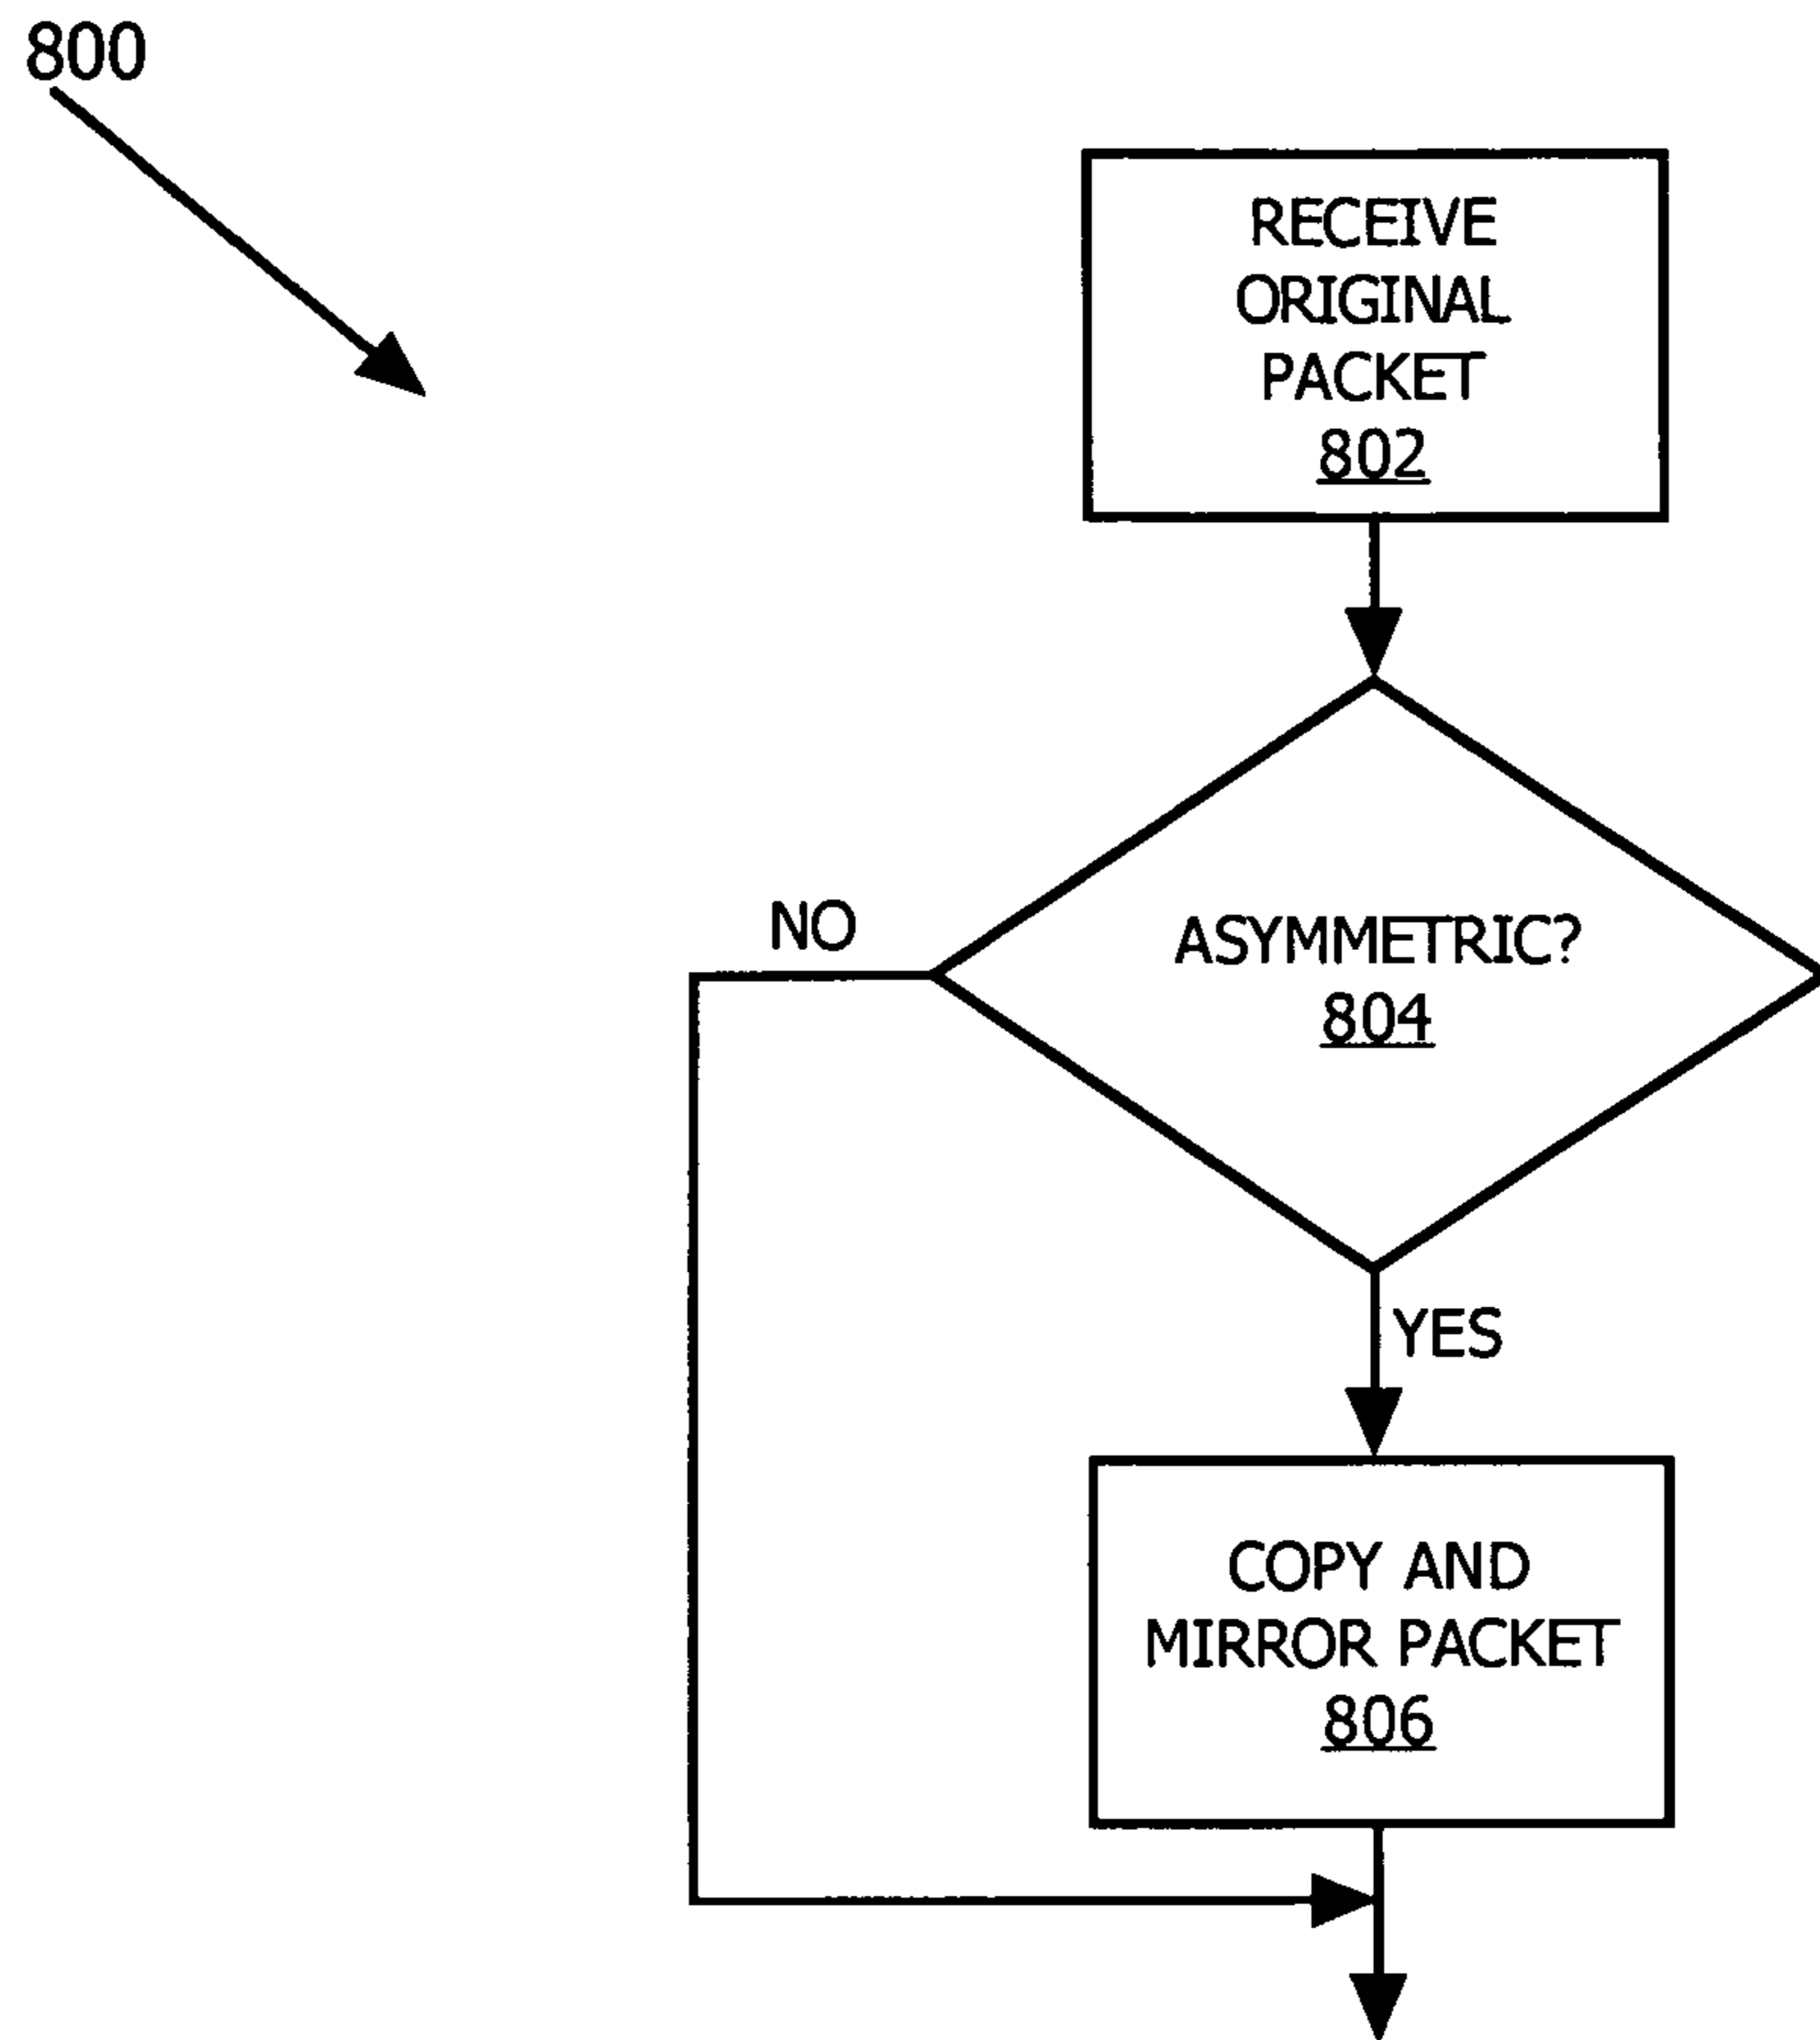 800
RECEIVE
ORIGINAL
PACKET
802
ASYMMETRIC?
804
NO
YES
COPY AND
MIRROR PACKET
806